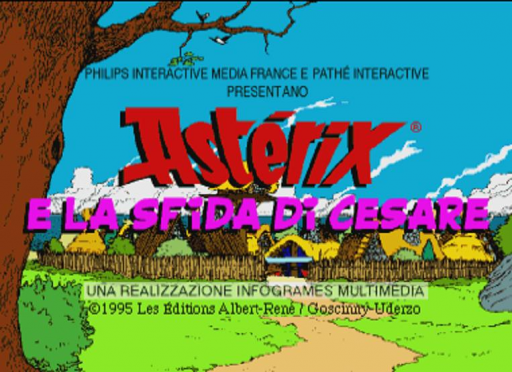 PHILIPS INTERACTIVE MEDIA FRANCE E PATHÉ INTERACTIVE
PRESENTANO
Astérix®
E LA SFiDA Di CESARE
UNA REALIZZAZIONE INFOGRAMES MULTIMÉDIA
©1995 Les Editions Albert-René / Goscinny-Uderzo